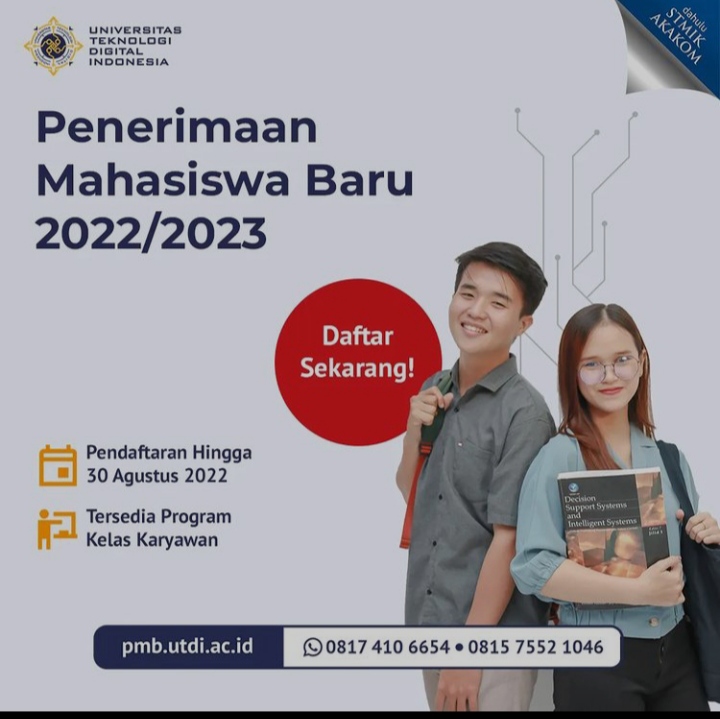 UNIVERSITAS
TEKNOLOGI
DIGITAL
INDONESIA
dahulu
STMIK
AKAKOM
Penerimaan
Mahasiswa Baru
2022/2023
Daftar
Sekarang!
Pendaftaran Hingga
30 Agustus 2022
Tersedia Program
Kelas Karyawan
Decision
Support Systems
and
Intelligent Systems
pmb.utdi.ac.id
0817 410 6654 • 0815 7552 1046